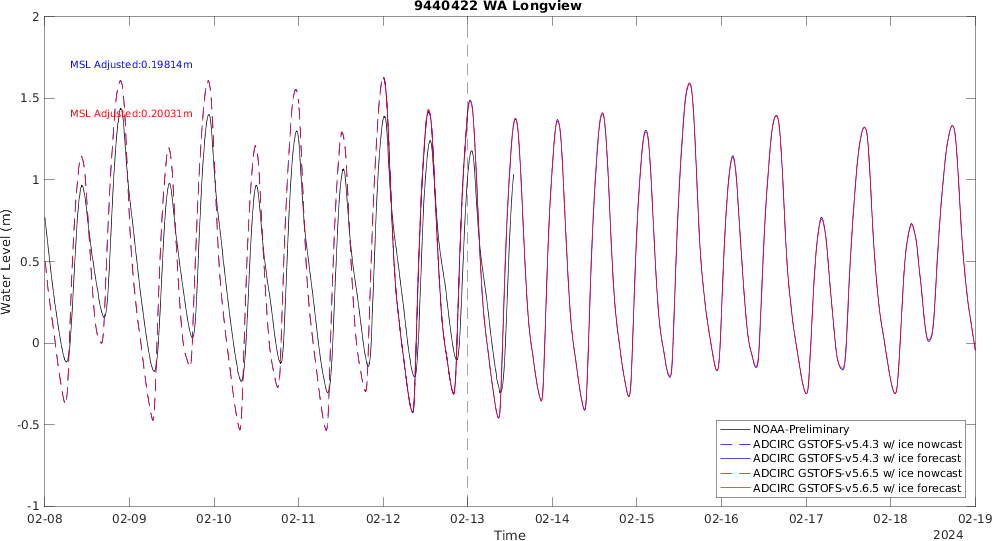 9440422 WA Longview
2
1.5
1
0.5
0
-0.5
-1
Water Level (m)
MSL Adjusted:0.19814m
MSL Adjusted:0.20031m
NOAA-Preliminary
ADCIRC GSTOFS-v5.4.3 w/ ice nowcast
ADCIRC GSTOFS-v5.4.3 w/ ice forecast
ADCIRC GSTOFS-v5.6.5 w/ ice nowcast
ADCIRC GSTOFS-v5.6.5 w/ ice forecast
02-08 02-09 02-10 02-11 02-12 02-13 02-14 02-15 02-16 02-17 02-18 02-19
Time
2024